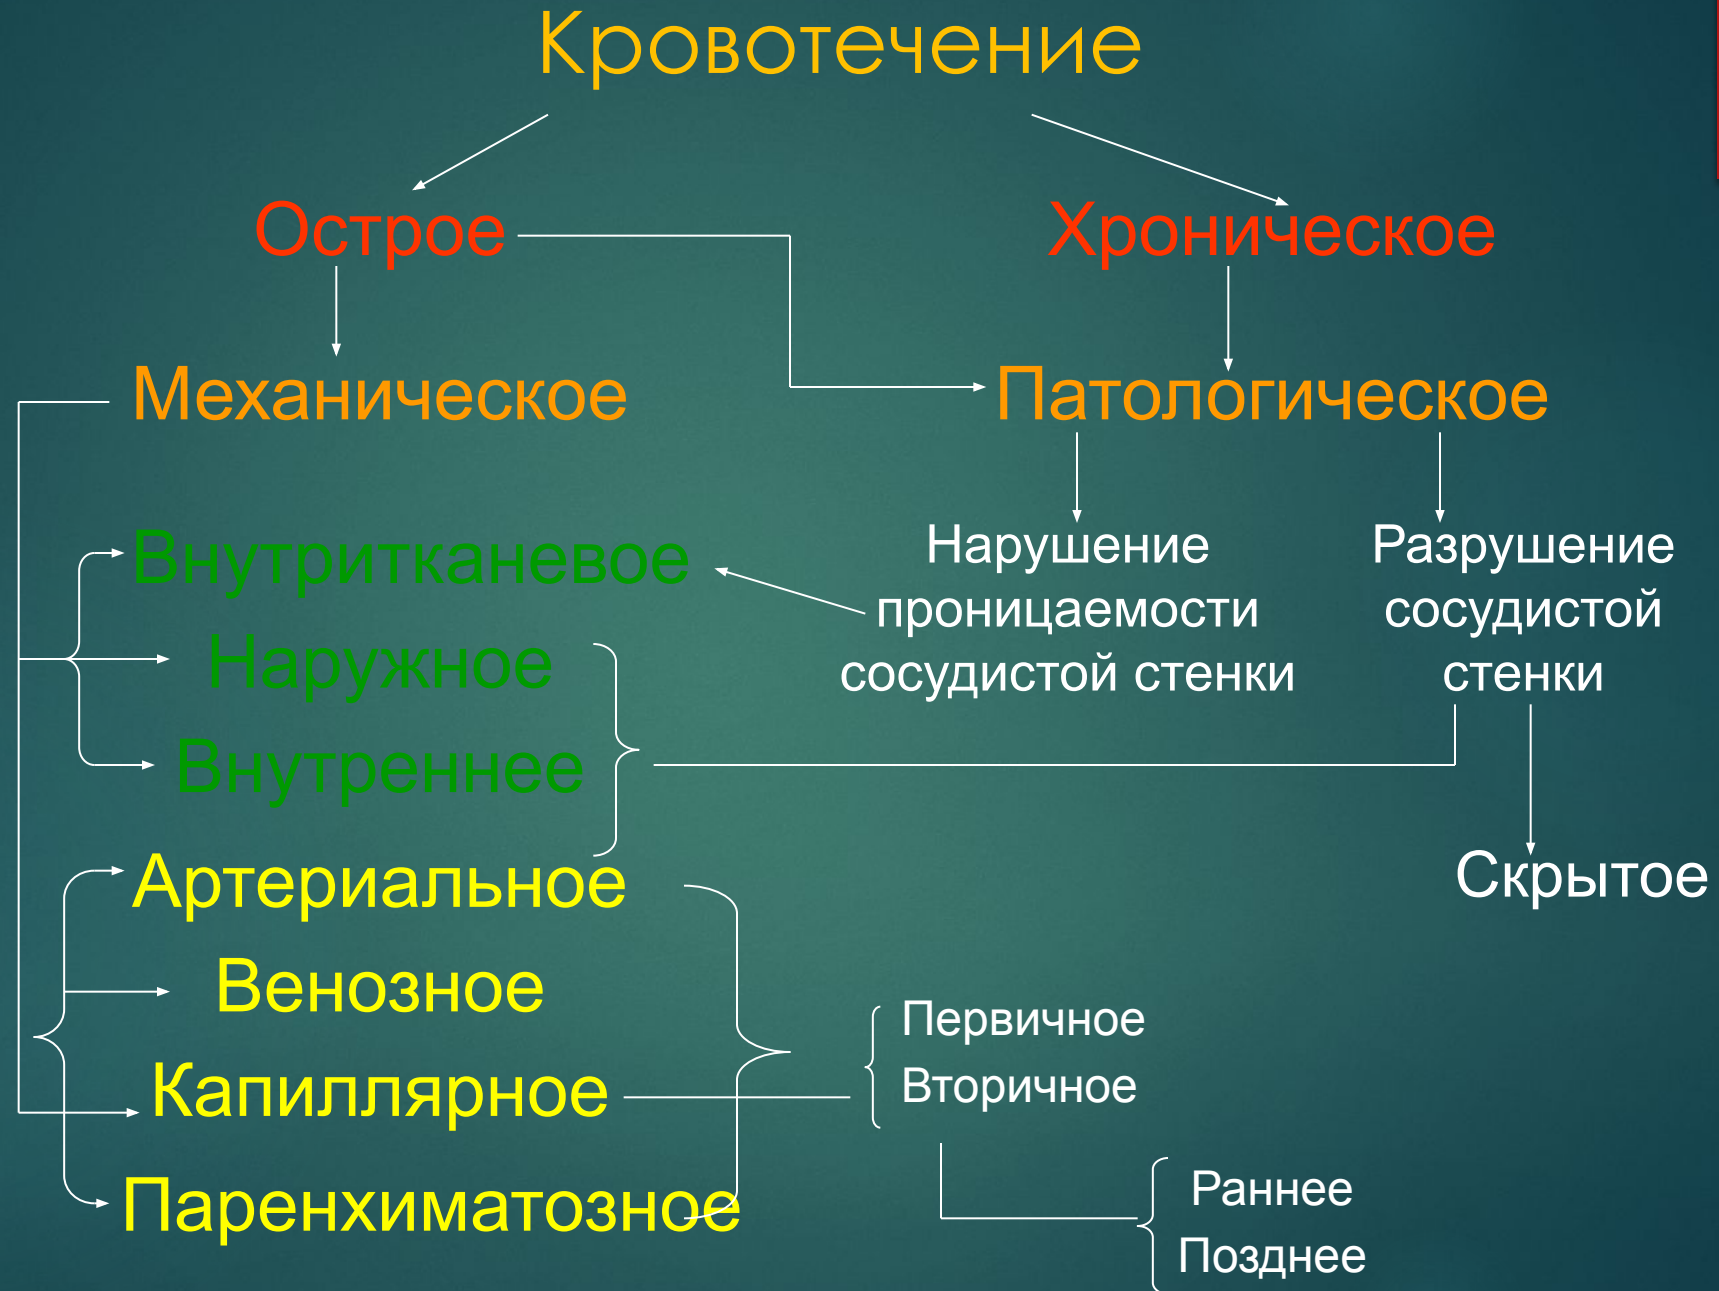 Кровотечение
Острое
Хроническое
Механическое
Патологическое
Внутритканевое
Наружное
Внутреннее
Нарушение
проницаемости
сосудистой стенки
Разрушение
сосудистой
стенки
Скрытое
Артериальное
Венозное
Капиллярное
Паренхиматозное
Первичное
Вторичное
Раннее
Позднее